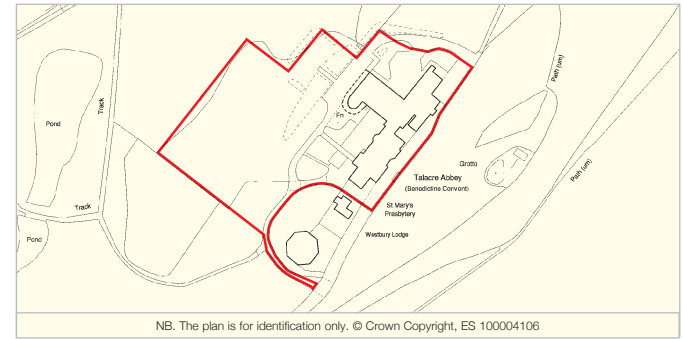 Path (um)
Track
Pond
Fn
Grotto
Path (um)
Talacre Abbey
(Benedictine Convent)
St Mary's
Presbytery
Track
Westbury Lodge
Pond
NB. The plan is for identification only. © Crown Copyright, ES 100004106